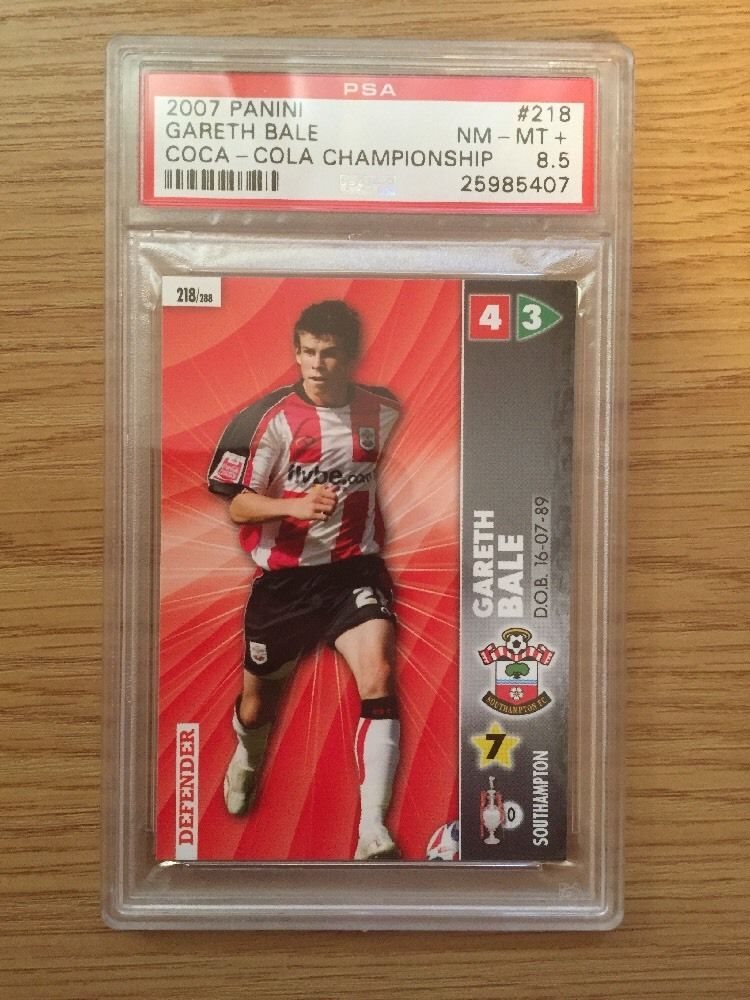 PSA
2007 PANINI #218
GARETH BALE NM - MT +
COCA - COLA CHAMPIONSHIP 8.5
25985407
218/288
4 3
flybe.com
2
GARETH
BALE
D.O.B. 16-07-89
SOUTHAMPTON FC
7
0
SOUTHAMPTON
DEFENDER